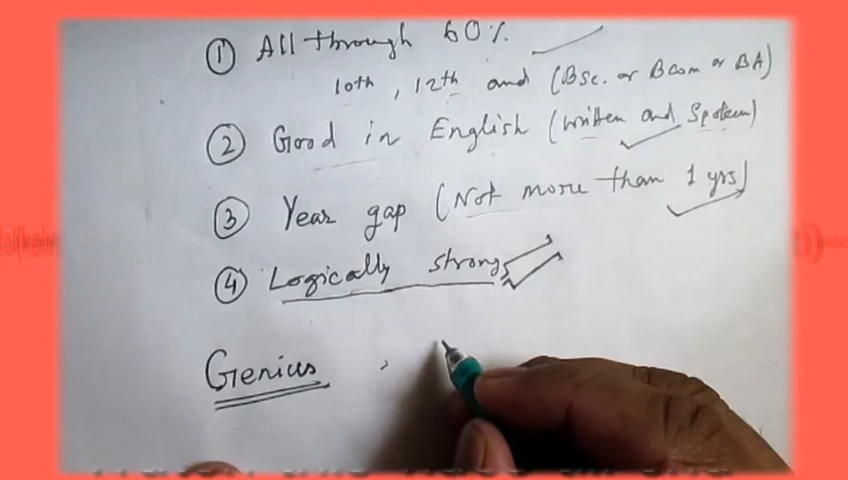 ① All through 60%
10th, 12th and (BSc. or BCom or BA)
② Good in English (written and Spoken)
③ Year gap (Not more than 1 yrs)
④ Logically strong
Genius